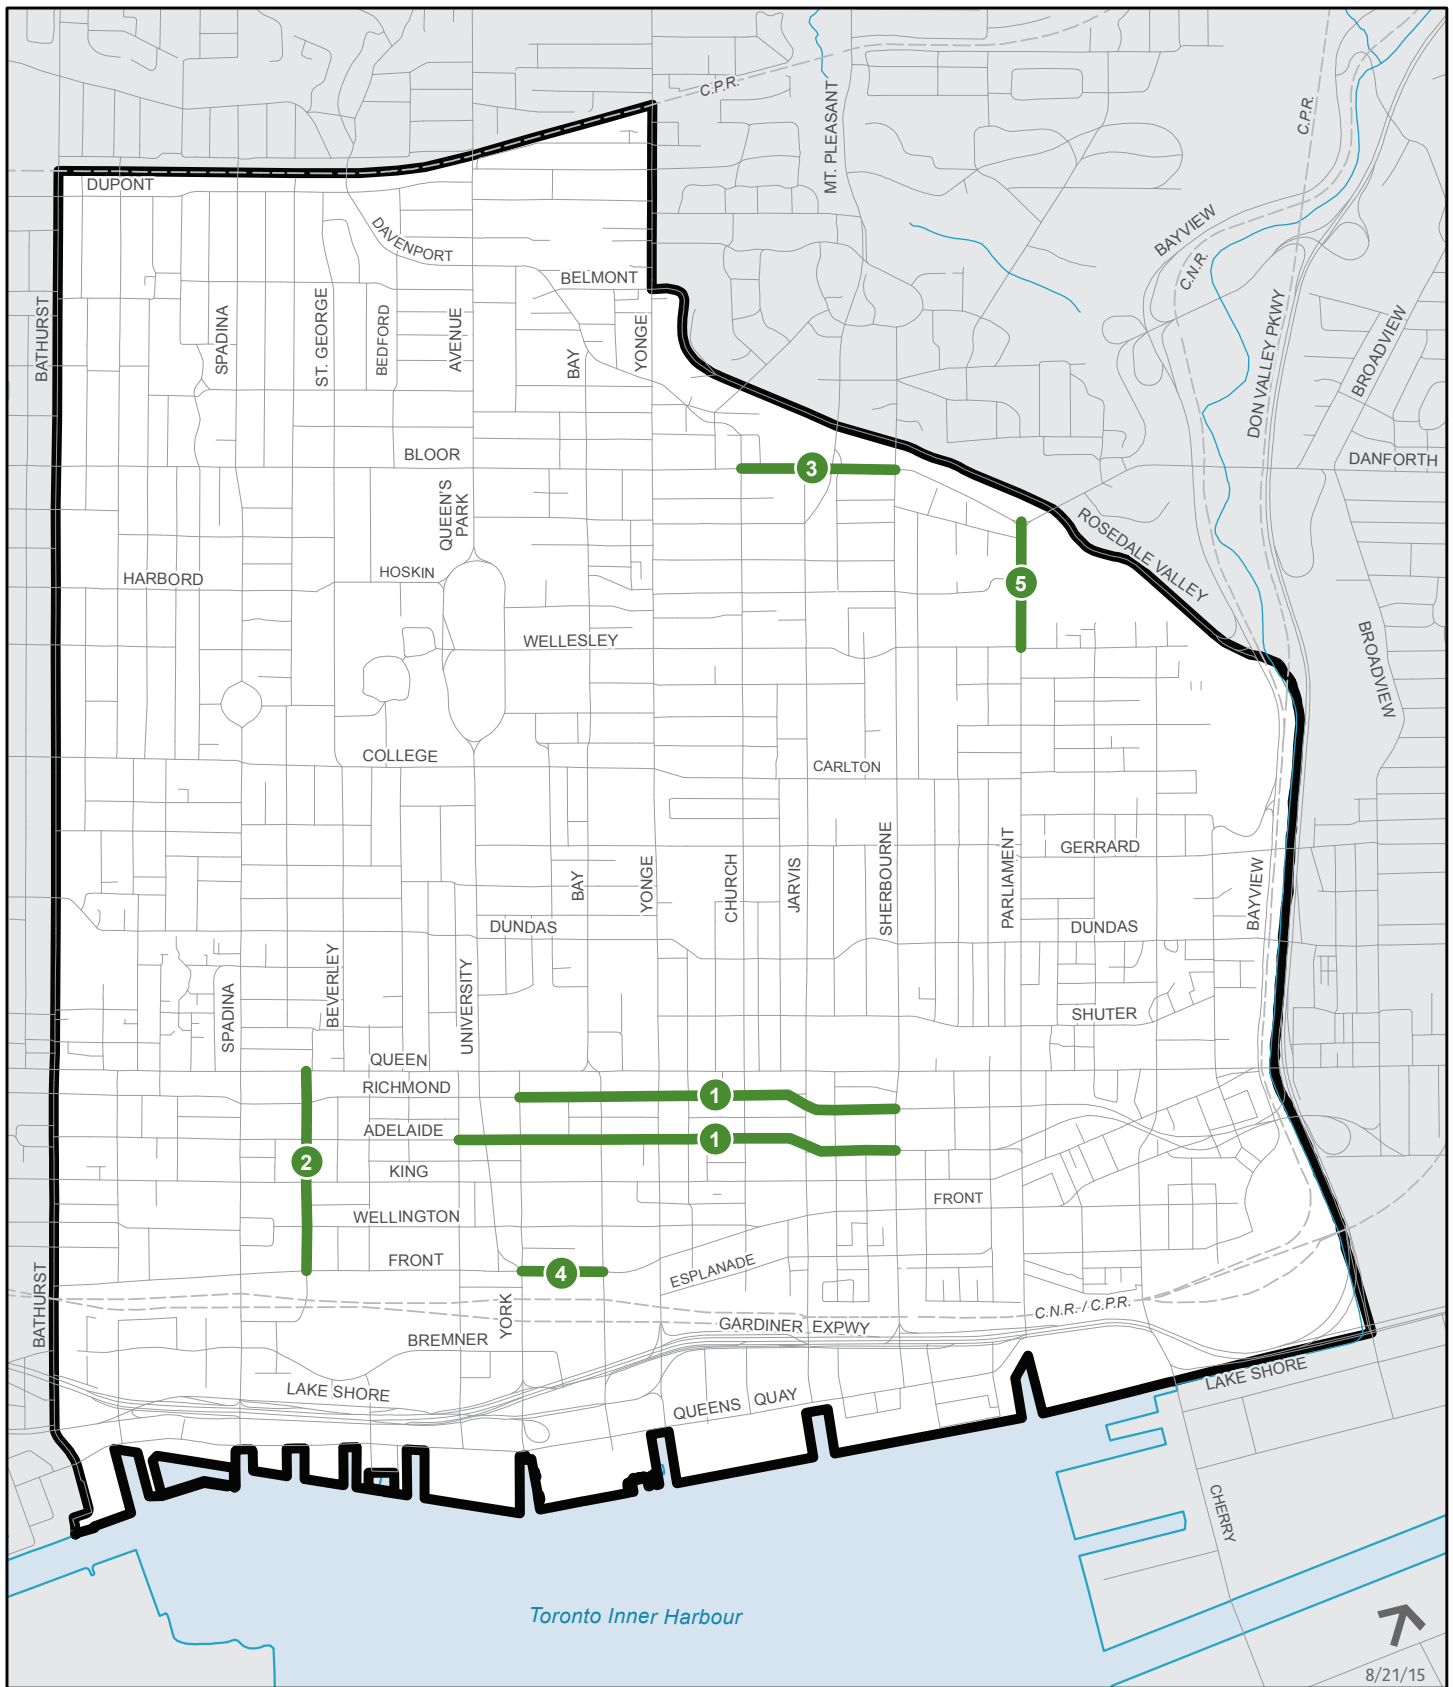 C.P.R.
MT. PLEASANT
C.P.R.
DUPONT
DAVENPORT
BAYVIEW
C.N.R.
BELMONT
BATHURST
SPADINA
ST. GEORGE
BEDFORD
AVENUE
BAY
YONGE
DON VALLEY PKWY
BROADVIEW
BLOOR
3
DANFORTH
QUEEN'S
PARK
ROSEDALE VALLEY
HARBORD
HOSKIN
5
WELLESLEY
BROADVIEW
COLLEGE
CARLTON
GERRARD
BAY
YONGE
CHURCH
JARVIS
SHERBOURNE
PARLIAMENT
BAYVIEW
DUNDAS
DUNDAS
SPADINA
BEVERLEY
UNIVERSITY
SHUTER
QUEEN
RICHMOND
1
ADELAIDE
1
2
KING
FRONT
WELLINGTON
FRONT
4
ESPLANADE
BATHURST
YORK
C.N.R. / C.P.R.
GARDINER EXPWY
BREMNER
LAKE SHORE
LAKE SHORE
QUEENS QUAY
CHERRY
Toronto Inner Harbour
8/21/15